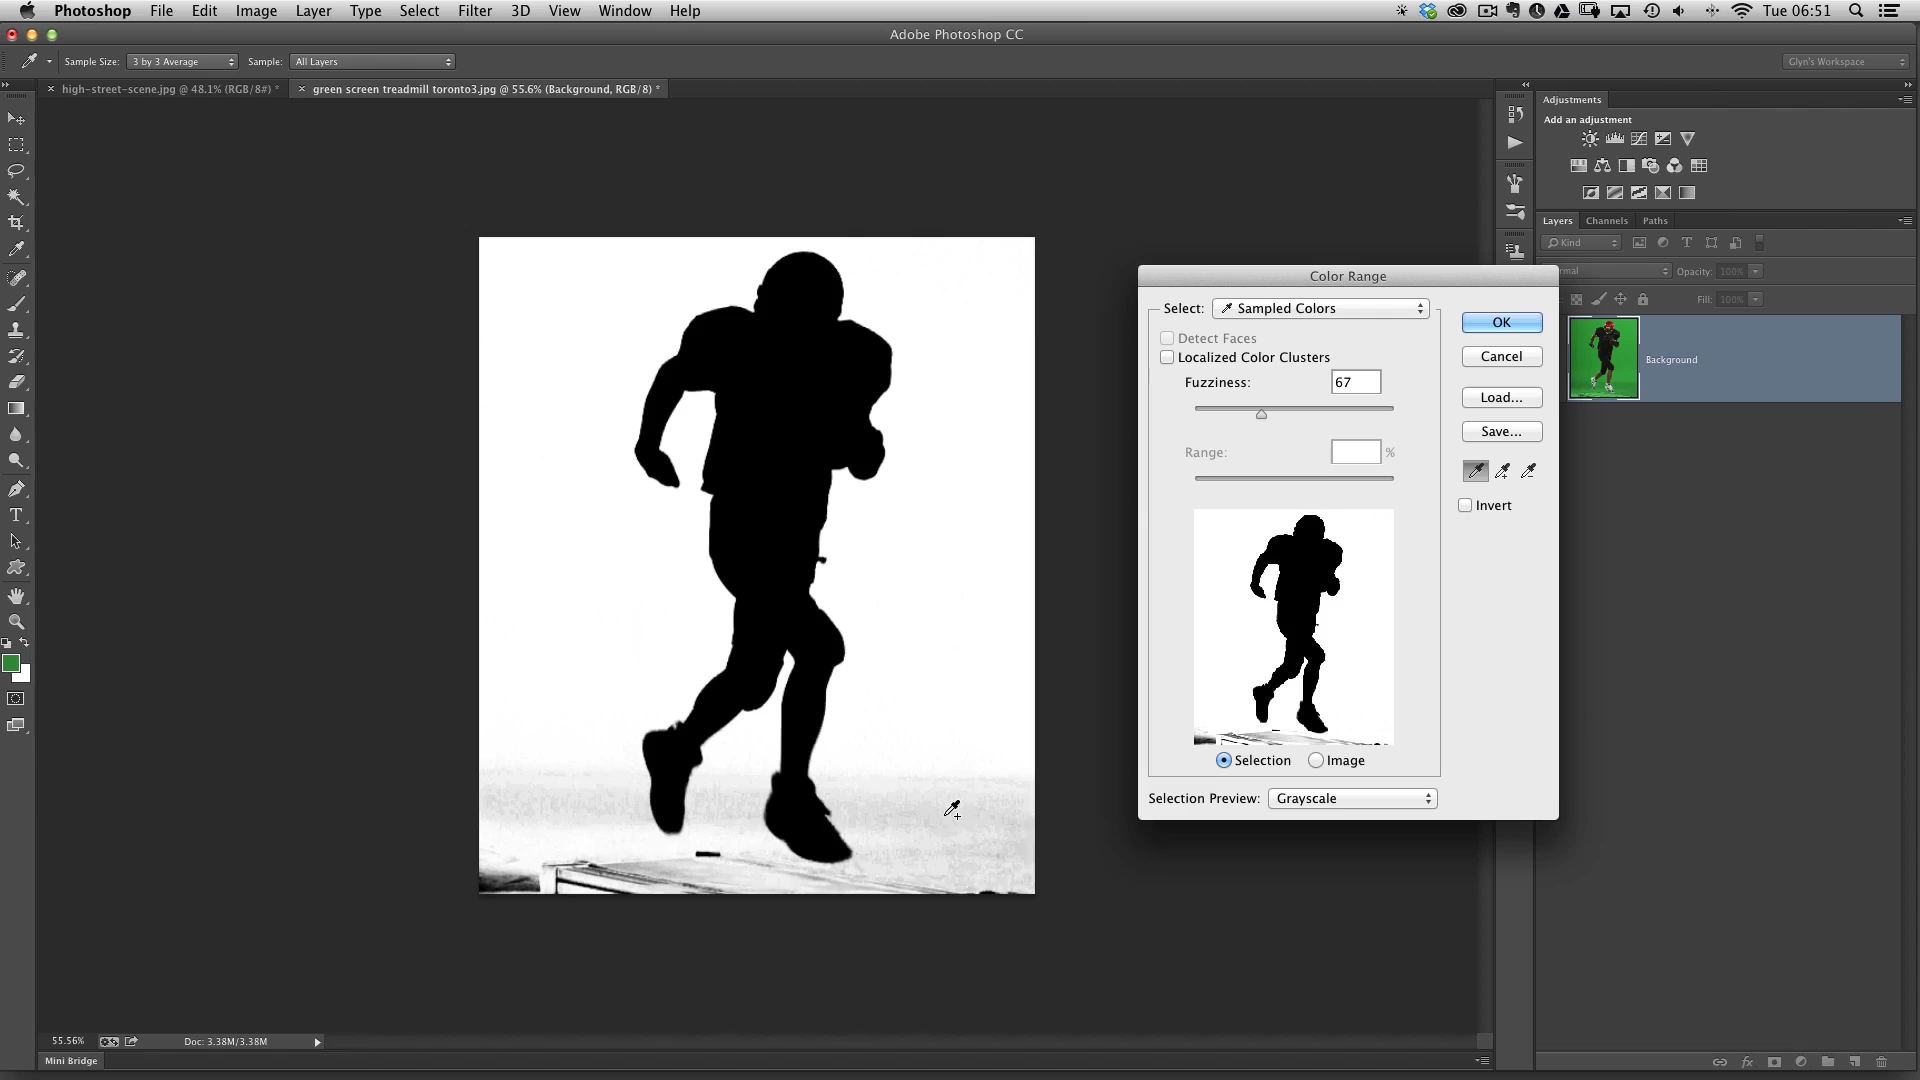 Photoshop File Edit Image Layer Type Select Filter 3D View Window Help Tue 06:51
Adobe Photoshop CC
Sample Size: 3 by 3 Average Sample: All Layers Glyn's Workspace
high-street-scene.jpg @ 48.1% (RGB/8#) * green screen treadmill toronto3.jpg @ 55.6% (Background, RGB/8) *
Adjustments
Add an adjustment
Layers Channels Paths
Kind
rmal Opacity: 100%
Fill: 100%
Background
Color Range
Select: Sampled Colors
OK
Detect Faces
Localized Color Clusters
Cancel
Fuzziness: 67
Load...
Save...
Range: %
Invert
Selection Image
Selection Preview: Grayscale
55.56% Doc: 3.38M/3.38M
Mini Bridge